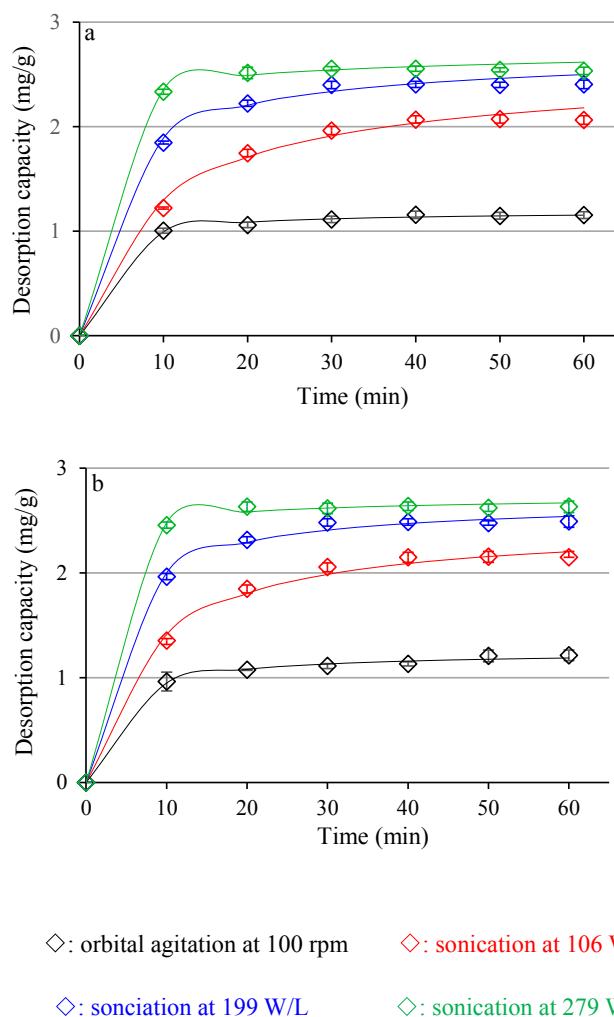 a
Desorption capacity (mg/g)
3
2
1
0
0 10 20 30 40 50 60
Time (min)
b
Desorption capacity (mg/g)
3
2
1
0
0 10 20 30 40 50 60
Time (min)
: orbital agitation at 100 rpm : sonication at 106 W
: sonciation at 199 W/L : sonication at 279 W